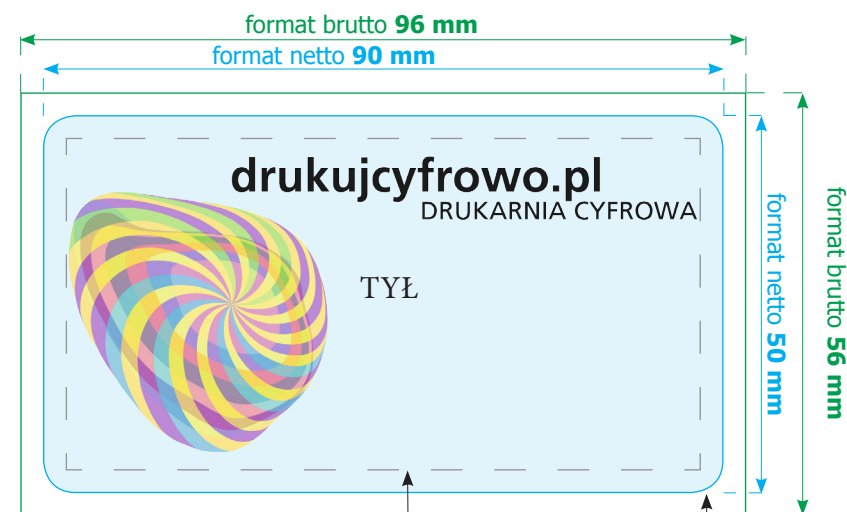 format brutto 96 mm
format netto 90 mm
drukujcyfrowo.pl
DRUKARNIA CYFROWA
TYŁ
format netto 50 mm
format brutto 56 mm